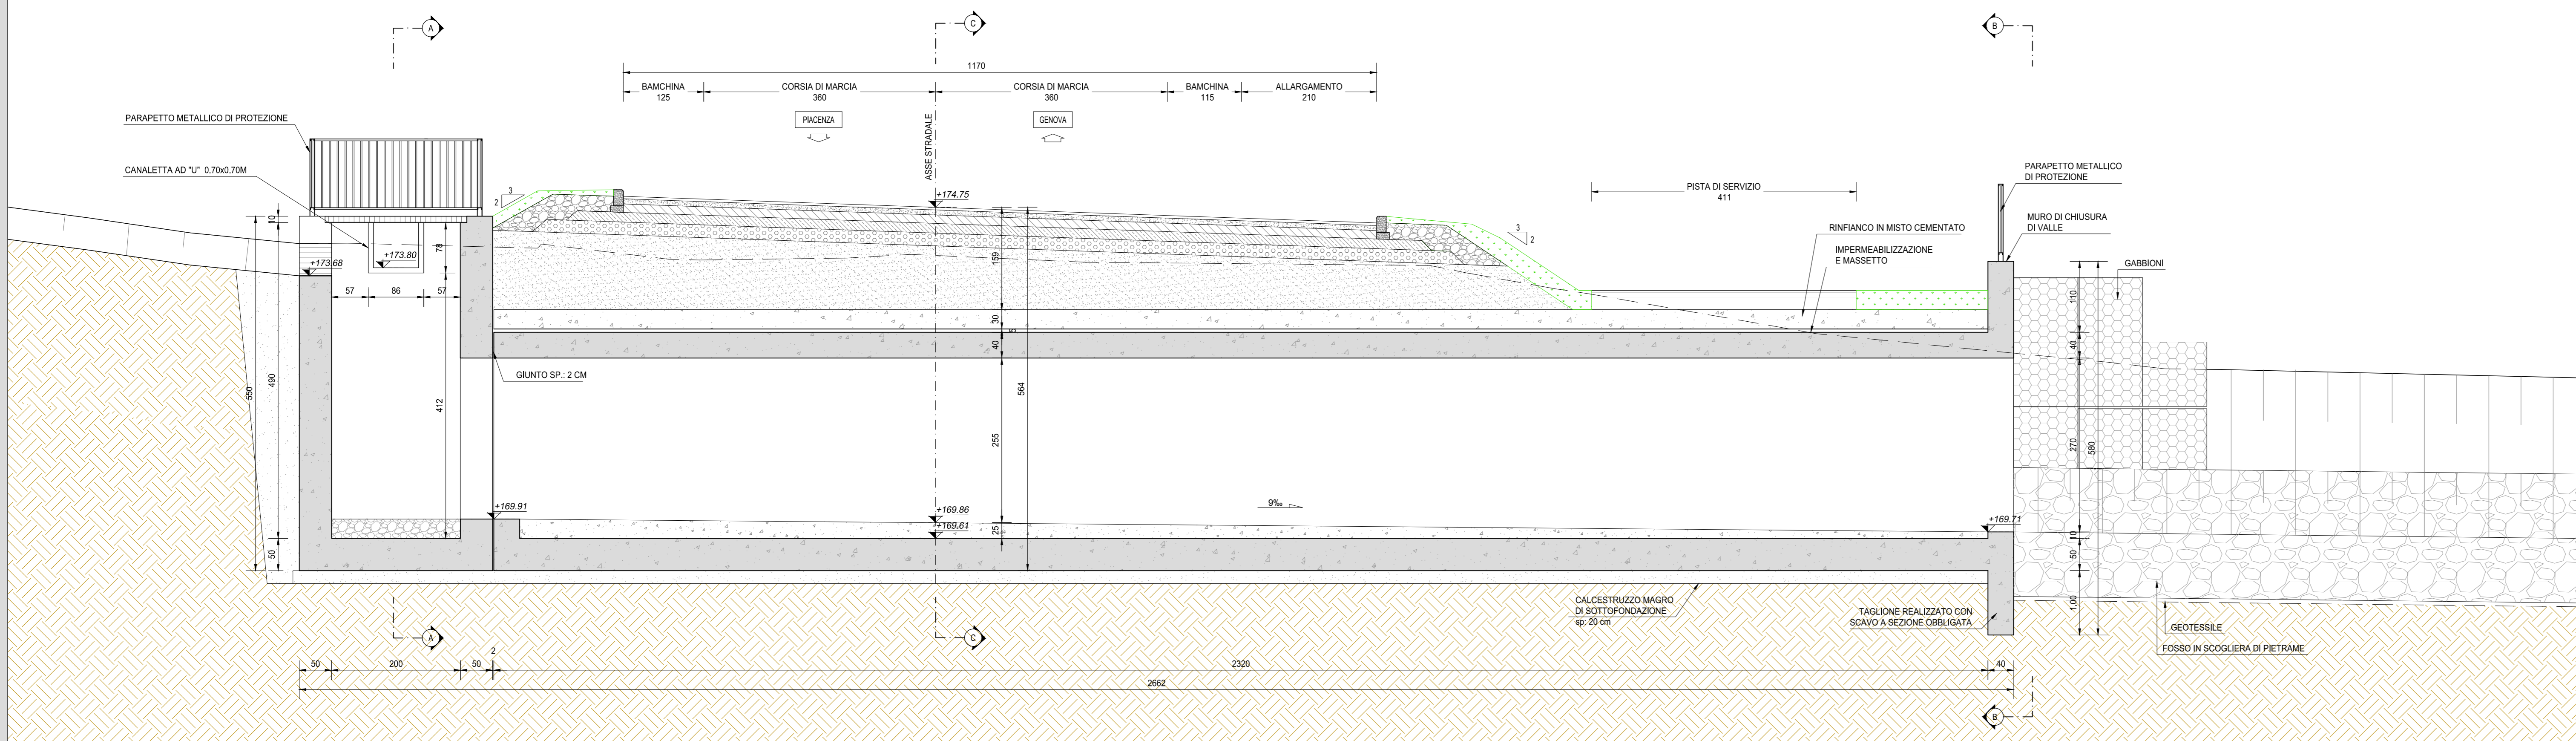 A
C
B
1170
BAMCHINA
125
CORSIA DI MARCIA
360
CORSIA DI MARCIA
360
BAMCHINA
115
ALLARGAMENTO
210
PIACENZA
GENOVA
ASSE STRADALE
PARAPETTO METALLICO DI PROTEZIONE
CANALETTA AD "U"  0.70x0.70M
3
2
+174.75
PISTA DI SERVIZIO
411
PARAPETTO METALLICO
DI PROTEZIONE
MURO DI CHIUSURA
DI VALLE
RINFIANCO IN MISTO CEMENTATO
IMPERMEABILIZZAZIONE
E MASSETTO
GABBIONI
3
2
10
78
+173.68
+173.80
57
86
57
159
30
5
40
110
40
GIUNTO SP.: 2 CM
550
490
412
564
255
270
580
+169.91
+169.86
+169.61
25
9‰
+169.71
50
10
50
1.00
CALCESTRUZZO MAGRO
DI SOTTOFONDAZIONE
sp: 20 cm
TAGLIONE REALIZZATO CON
SCAVO A SEZIONE OBBLIGATA
GEOTESSILE
FOSSO IN SCOGLIERA DI PIETRAME
A
C
2
50
200
50
2320
40
2662
B